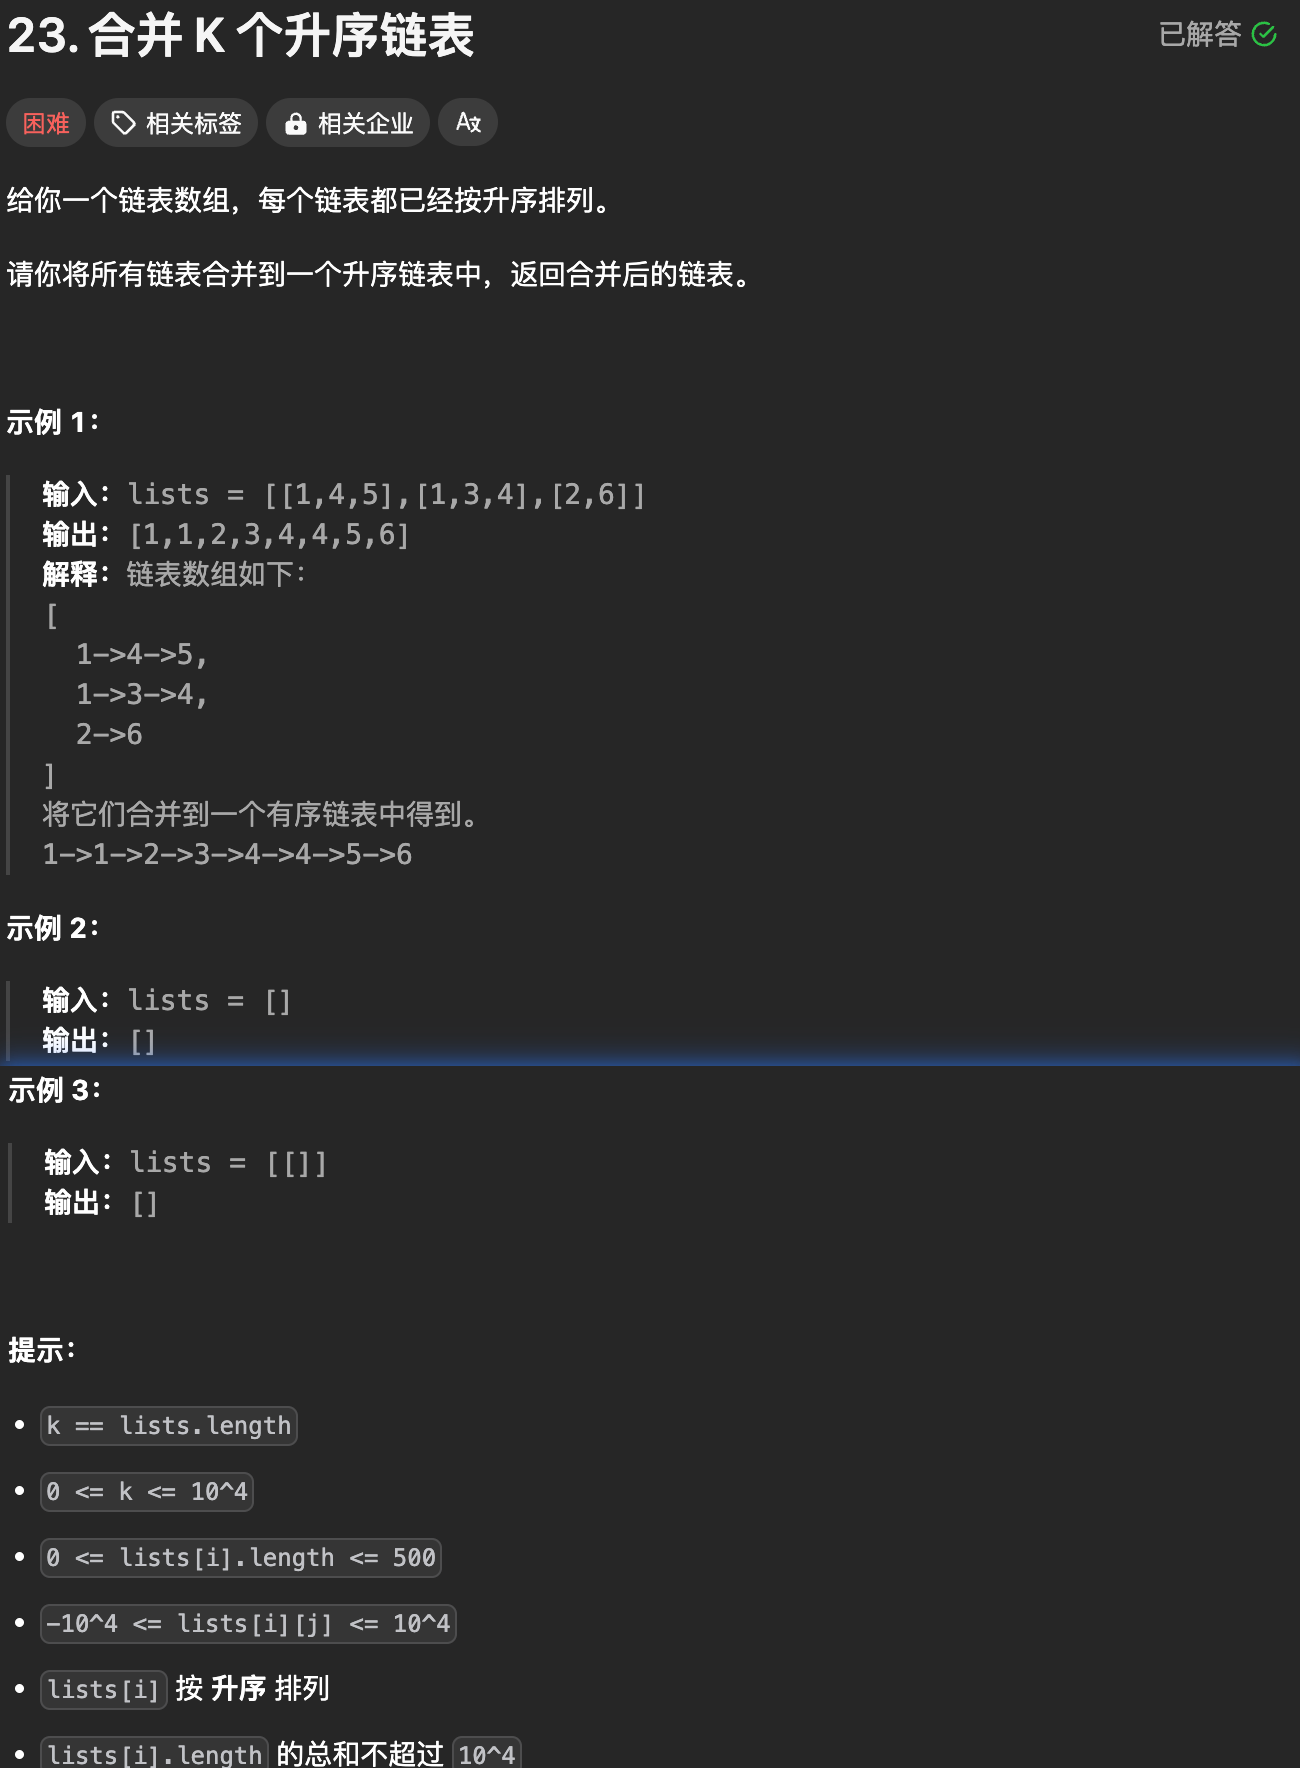 23. 合并 K 个升序链表
已解答
困难
相关标签
相关企业
给你一个链表数组，每个链表都已经按升序排列。
请你将所有链表合并到一个升序链表中，返回合并后的链表。
示例 1：
输入：lists = [[1,4,5],[1,3,4],[2,6]]
输出：[1,1,2,3,4,4,5,6]
解释：链表数组如下：
[
1->4->5,
1->3->4,
2->6
]
将它们合并到一个有序链表中得到。
1->1->2->3->4->4->5->6
示例 2：
输入：lists = []
输出：[]
示例 3：
输入：lists = [[]]
输出：[]
提示：
• k == lists.length
• 0 <= k <= 10^4
• 0 <= lists[i].length <= 500
• -10^4 <= lists[i][j] <= 10^4
• lists[i] 按 升序 排列
• lists[i].length 的总和不超过 10^4